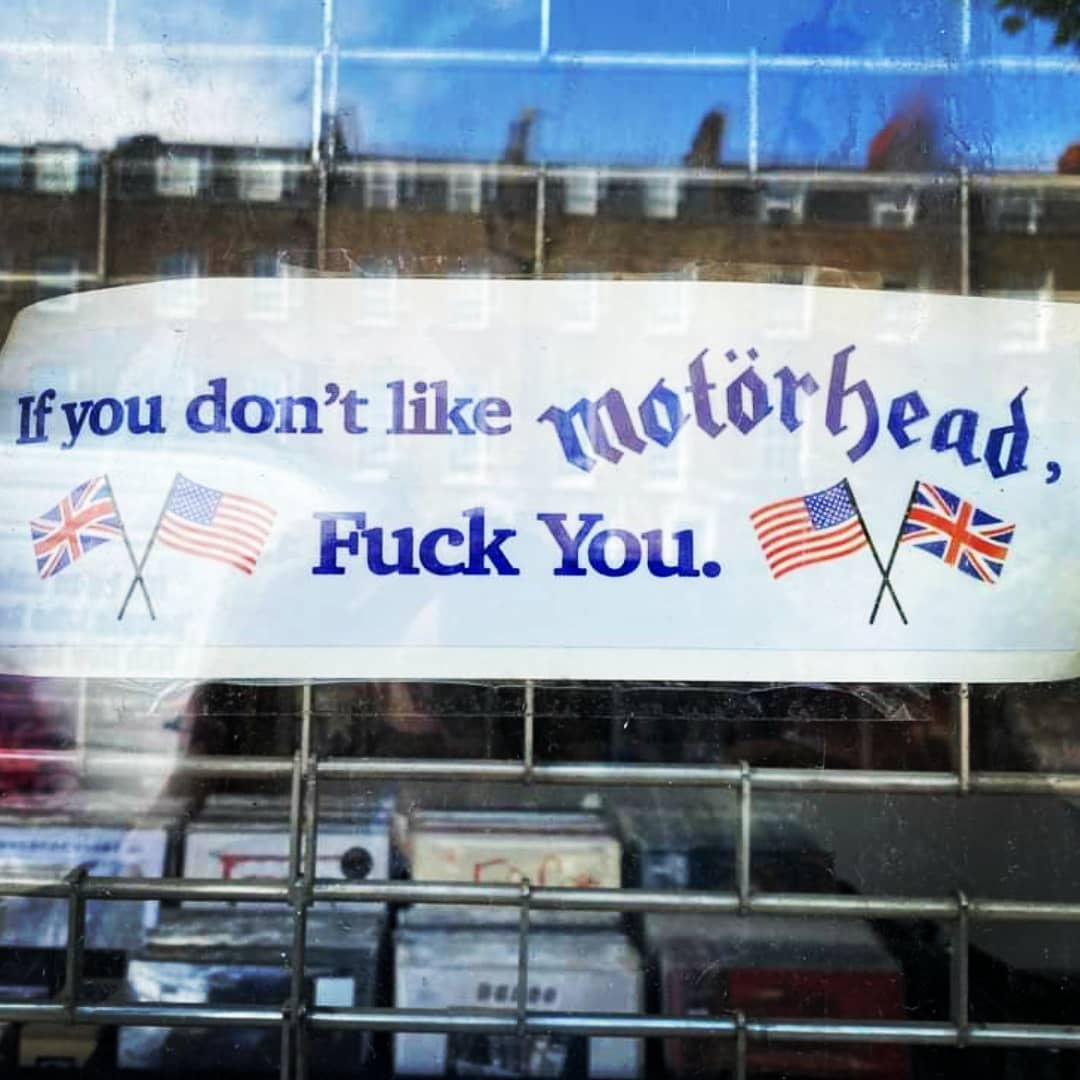 If you don't like motörhead,
Fuck You.